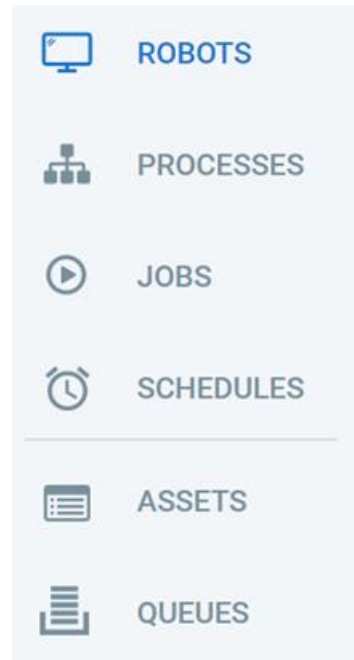 ROBOTS
PROCESSES
JOBS
SCHEDULES
ASSETS
QUEUES